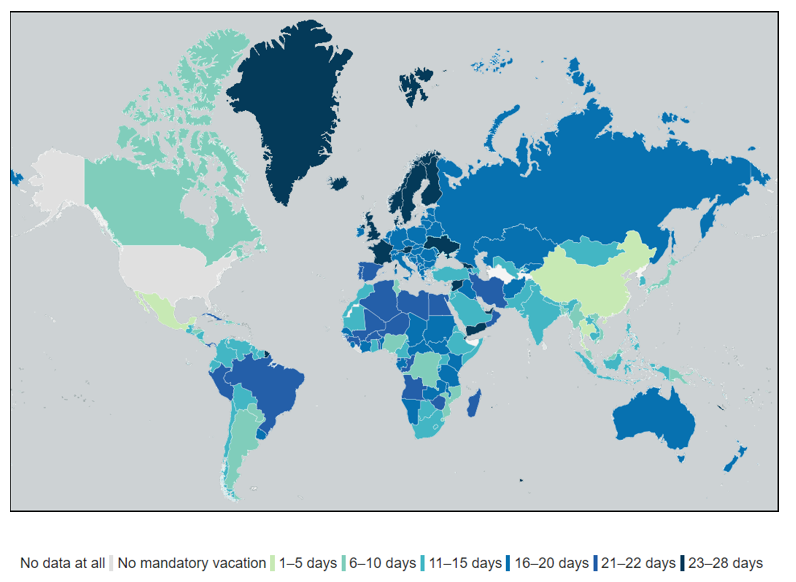 No data at all No mandatory vacation 1–5 days 6–10 days 11–15 days 16–20 days 21–22 days 23–28 days